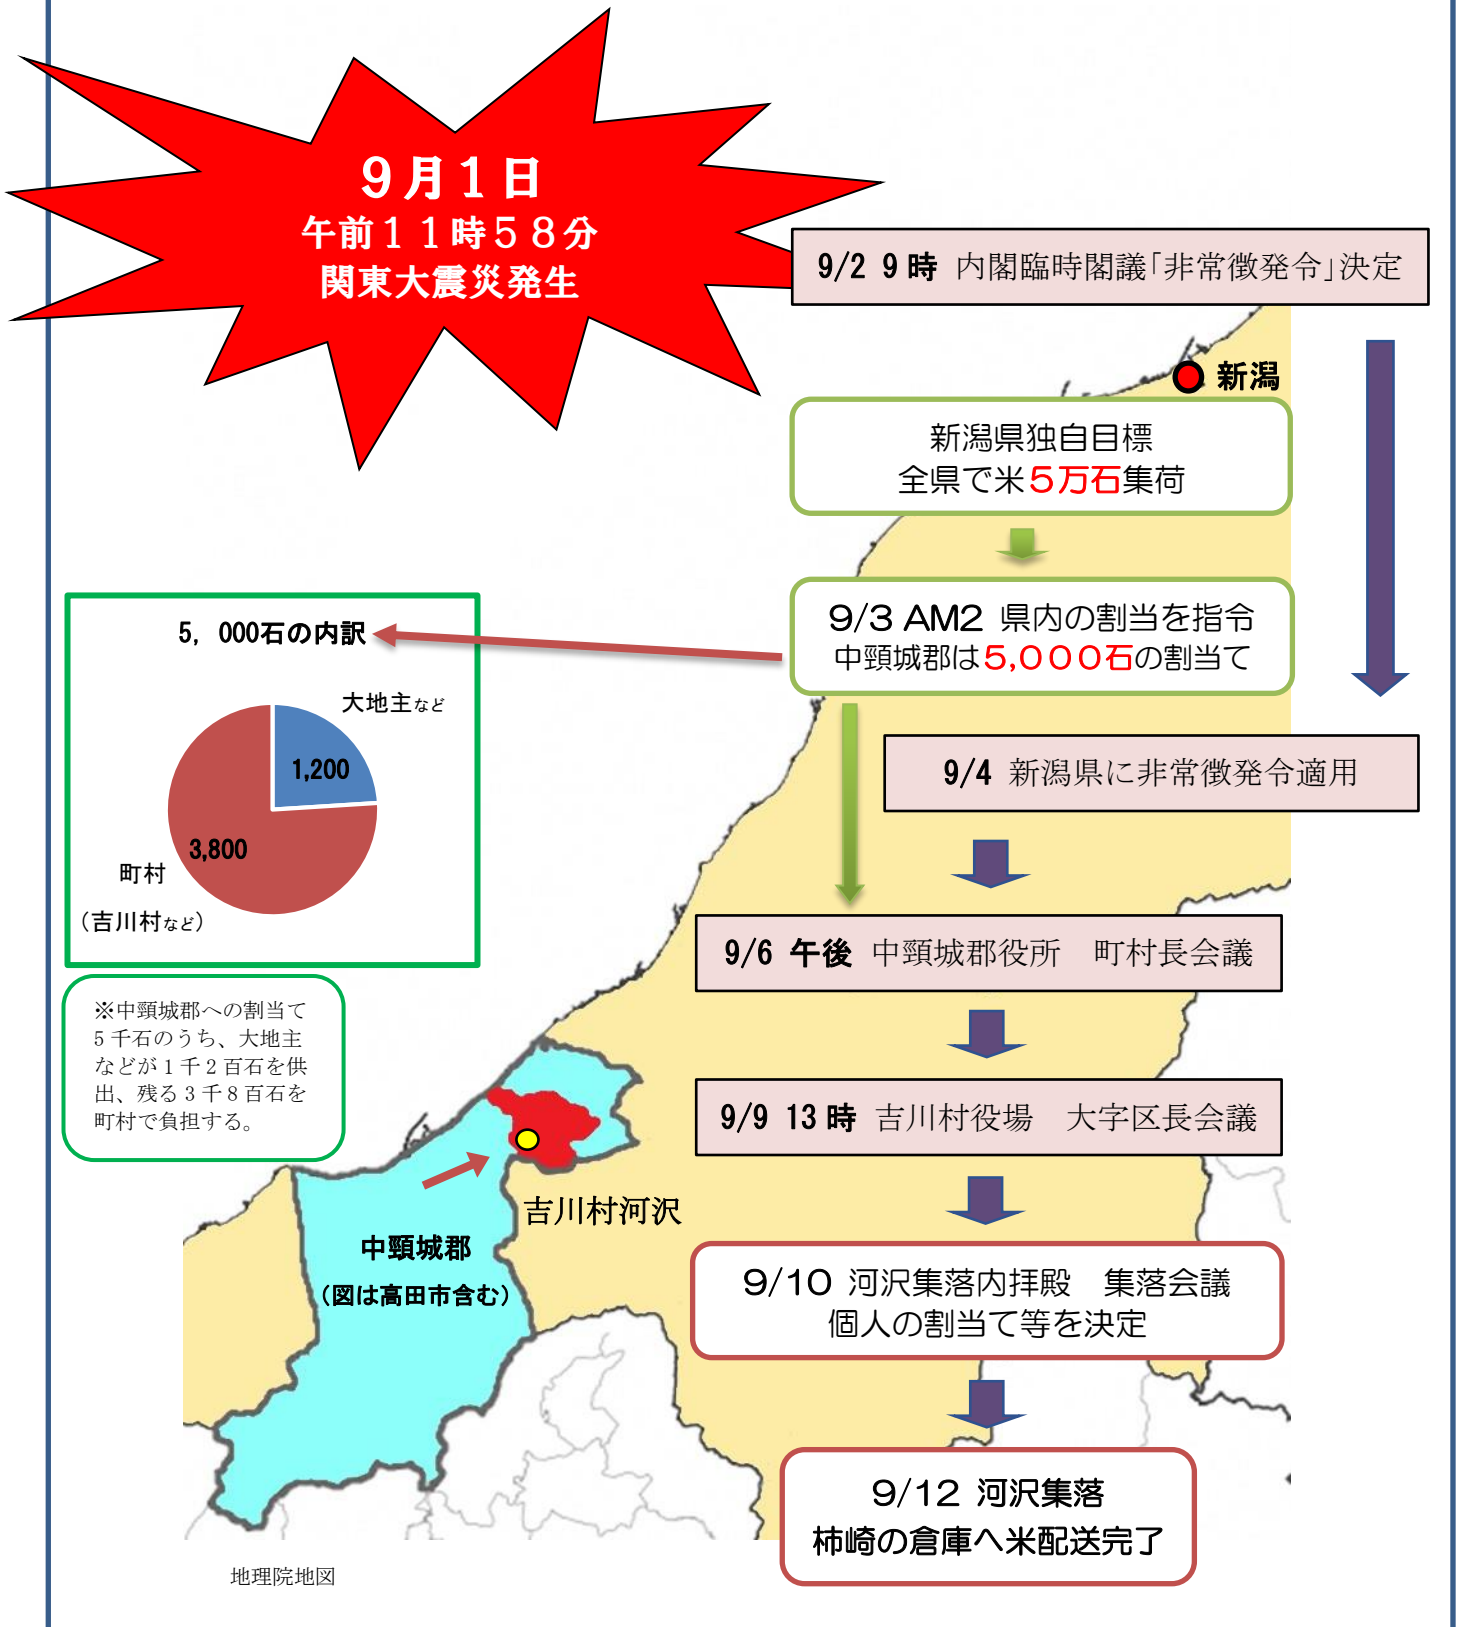 ９月１日
午前１１時５８分
関東大震災発生
9/2 9時 内閣臨時閣議「非常徴発令」決定
新潟
新潟県独自目標
全県で米５万石集荷
9/3 AM2 県内の割当を指令
中頸城郡は５,０００石の割当て
5, 000石の内訳
大地主など
1,200
3,800
町村
（吉川村など）
9/4 新潟県に非常徴発令適用
9/6 午後 中頸城郡役所　町村長会議
※中頸城郡への割当て
5 千石のうち、大地主
などが 1 千 2 百石を供
出、残る 3 千 8 百石を
町村で負担する。
9/9 13時 吉川村役場　大字区長会議
吉川村河沢
中頸城郡
（図は高田市含む）
9/10 河沢集落内拝殿　集落会議
個人の割当て等を決定
9/12 河沢集落
柿崎の倉庫へ米配送完了
地理院地図